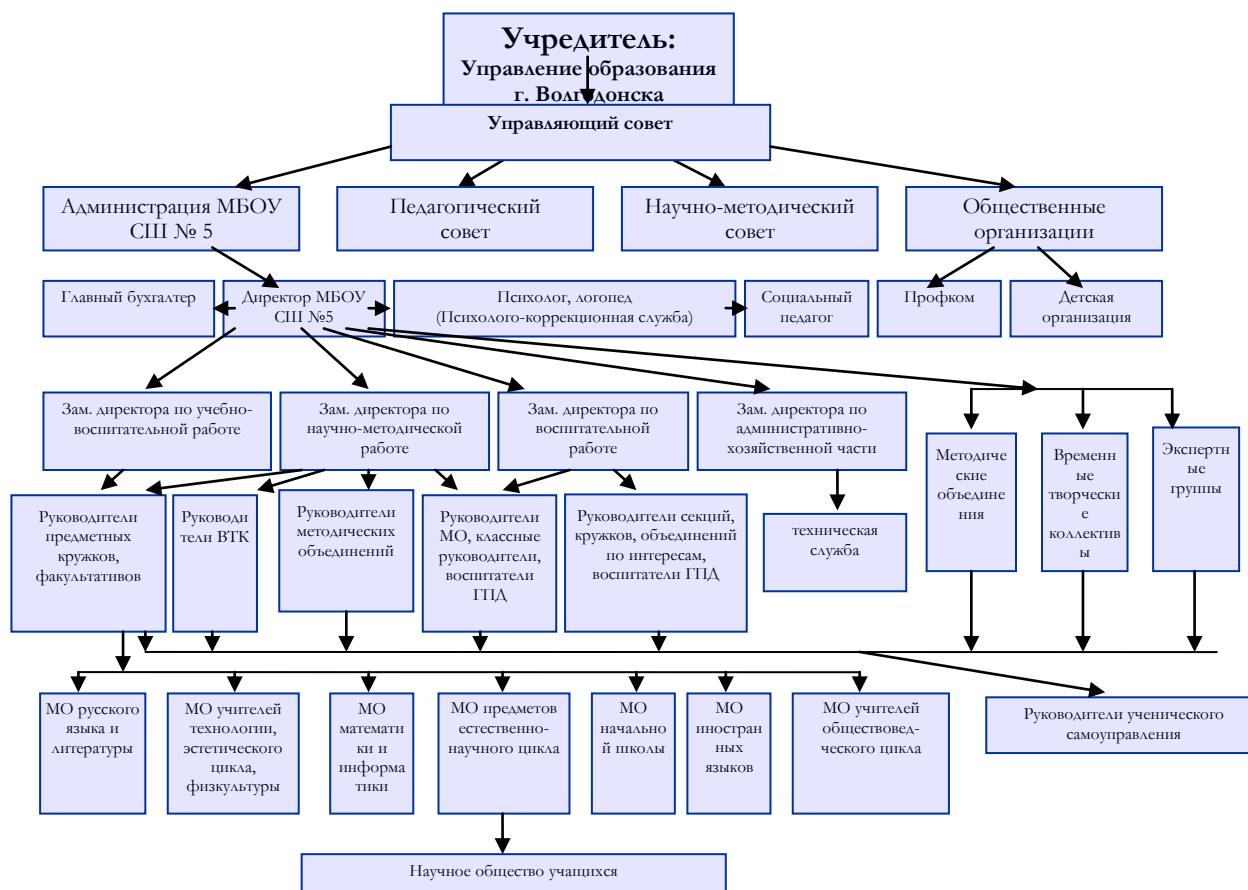 Учредитель:
Управление образования
г. Волгодонска
Управляющий совет
Администрация МБОУ
СШ № 5
Педагогический
совет
Научно-методический
совет
Общественные
организации
Главный бухгалтер
Директор МБОУ
СШ №5
Психолог, логопед
(Психолого-коррекционная служба)
Социальный
педагог
Профком
Детская
организация
Зам. директора по учебно-
воспитательной работе
Зам. директора по
научно-методической
работе
Зам. директора по
воспитательной
работе
Зам. директора по
административно-
хозяйственной части
Методиче
ские
объедине
ния
Временн
ые
творчески
е
коллектив
ы
Экспертн
ые
группы
Руководители
предметных
кружков,
факультативов
Руководи
тели ВТК
Руководители
методических
объединений
Руководители
МО, классные
руководители,
воспитатели
ГПД
Руководители секций,
кружков, объединений
по интересам,
воспитатели ГПД
техническая
служба
МО русского
языка и
литературы
МО учителей
технологии,
эстетического
цикла,
физкультуры
МО
математи
ки и
информа
тики
МО предметов
естественно-
научного цикла
МО
начально
й школы
МО
иностран
ных
языков
МО учителей
обществовед-
ческого цикла
Руководители ученического
самоуправления
Научное общество учащихся